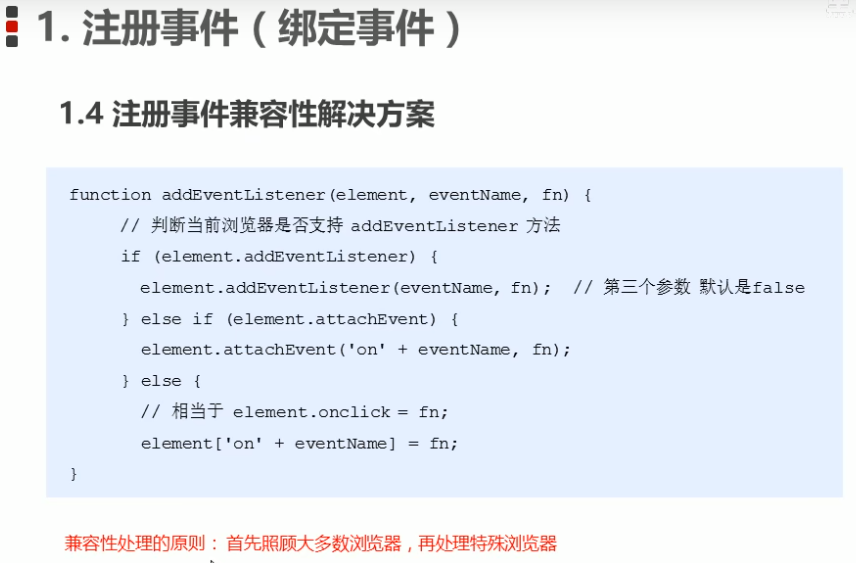 1. 注册事件（绑定事件）
1.4 注册事件兼容性解决方案
function addEventListener(element, eventName, fn) {
// 判断当前浏览器是否支持 addEventListener 方法
if (element.addEventListener) {
element.addEventListener(eventName, fn); // 第三个参数 默认是false
} else if (element.attachEvent) {
element.attachEvent('on' + eventName, fn);
} else {
// 相当于 element.onclick = fn;
element['on' + eventName] = fn;
}
兼容性处理的原则：首先照顾大多数浏览器，再处理特殊浏览器